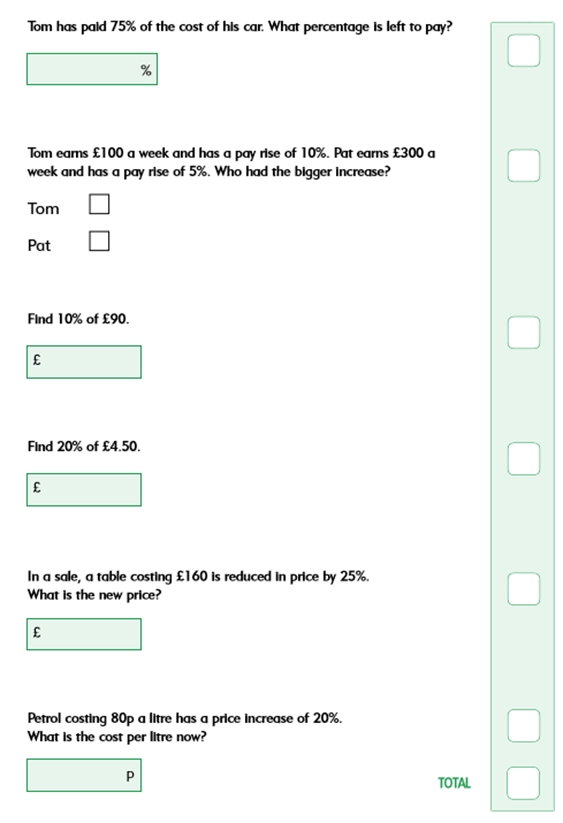 Tom has paid 75% of the cost of his car. What percentage is left to pay?
%
Tom earns £100 a week and has a pay rise of 10%. Pat earns £300 a
week and has a pay rise of 5%. Who had the bigger increase?
Tom
Pat
Find 10% of £90.
£
Find 20% of £4.50.
£
In a sale, a table costing £160 is reduced in price by 25%.
What is the new price?
£
Petrol costing 80p a litre has a price increase of 20%.
What is the cost per litre now?
p
TOTAL